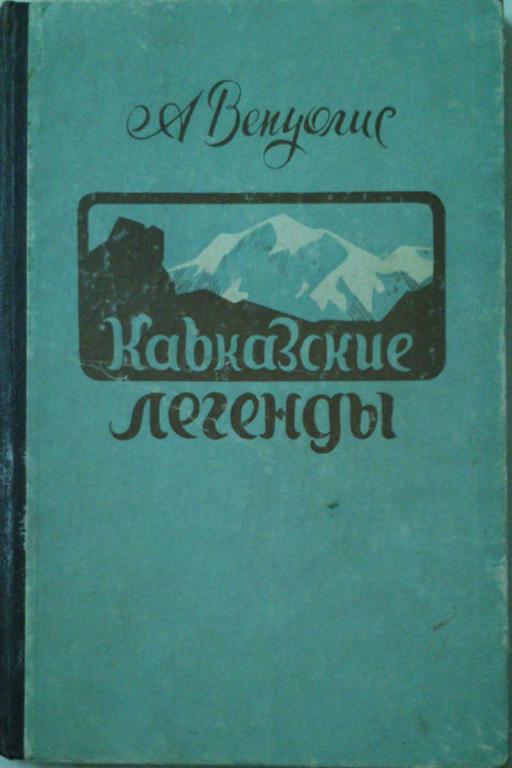 А Венуолис
Кавказские
легенды